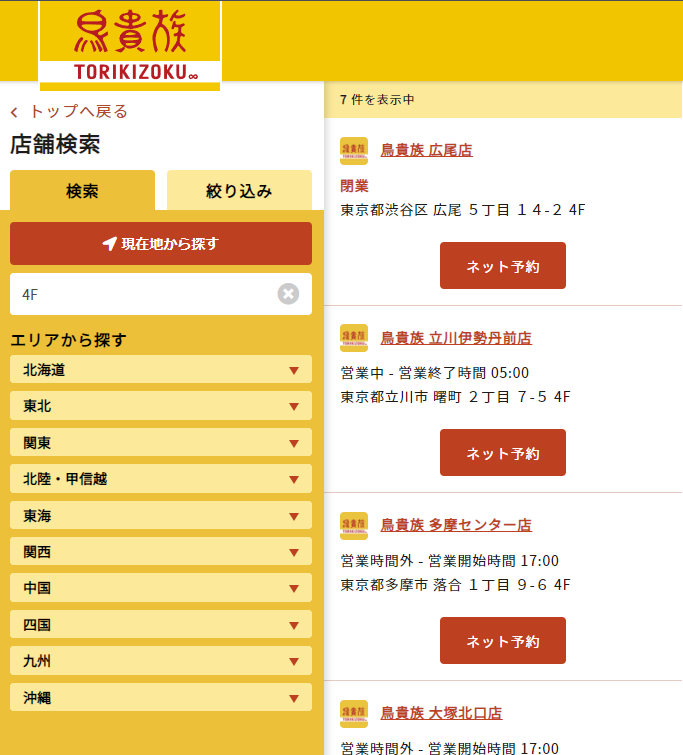 鳥貴族
TORIKIZOKU∞
トップへ戻る
店舗検索
検索
絞り込み
現在地から探す
4F
エリアから探す
北海道
東北
関東
北陸・甲信越
東海
関西
中国
四国
九州
沖縄
7 件を表示中
鳥貴族 広尾店
閉業
東京都渋谷区 広尾 ５丁目 １４-２ 4F
ネット予約
鳥貴族 立川伊勢丹前店
営業中 - 営業終了時間 05:00
東京都立川市 曙町 ２丁目 ７-５ 4F
ネット予約
鳥貴族 多摩センター店
営業時間外 - 営業開始時間 17:00
東京都多摩市 落合 １丁目 ９-６ 4F
ネット予約
鳥貴族 大塚北口店
営業時間外 - 営業開始時間 17:00